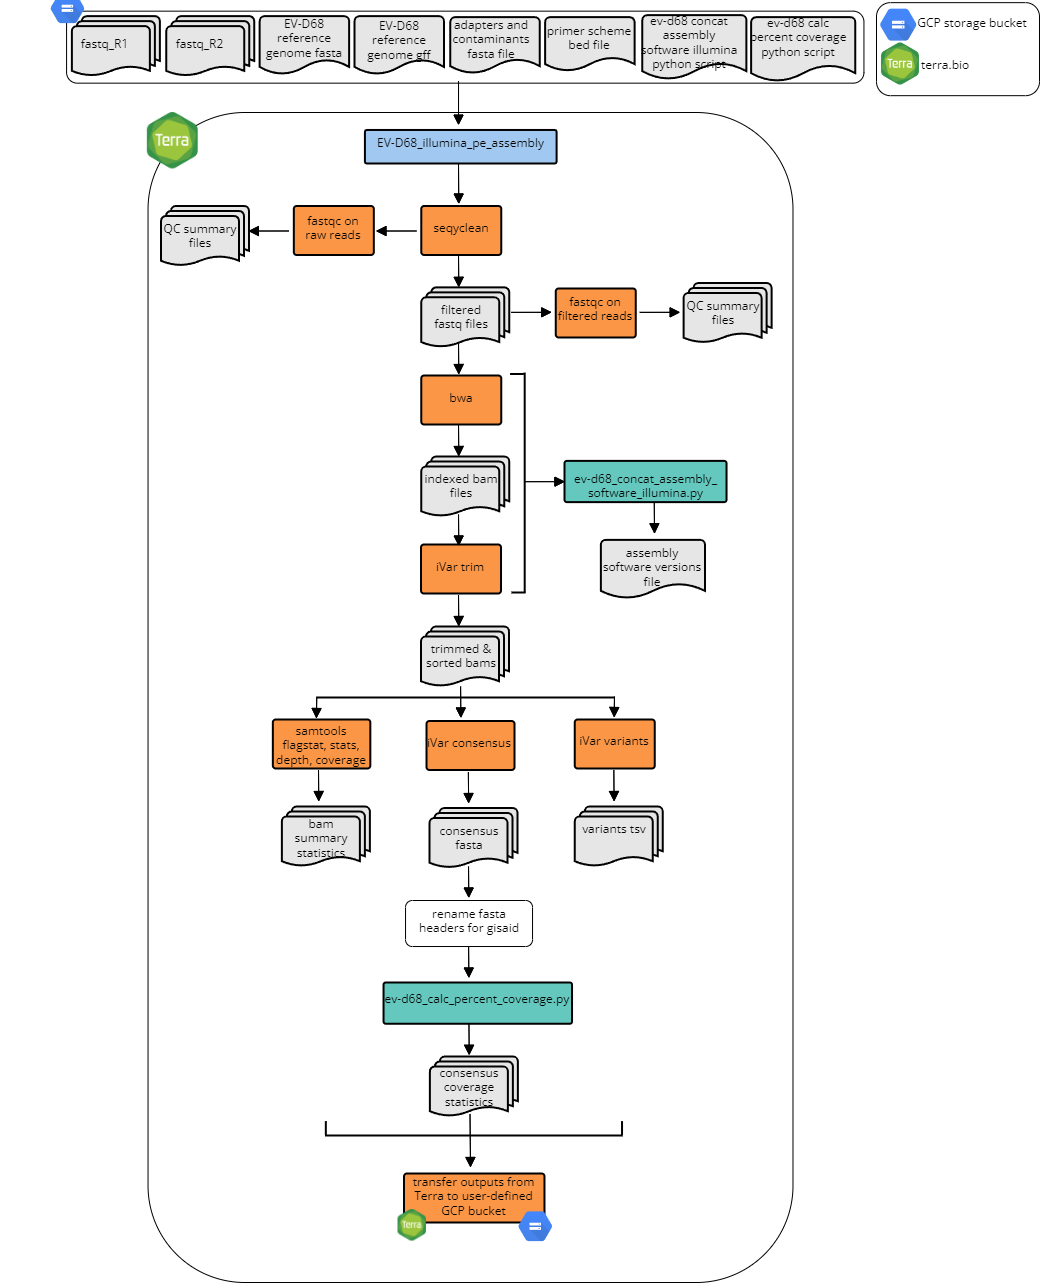 fastq_R1
fastq_R2
EV-D68
reference
genome fasta
EV-D68
reference
genome gff
adapters and
contaminants
fasta file
primer scheme
bed file
ev-d68 concat
assembly
software illumina
python script
ev-d68 calc
percent coverage
python script
GCP storage bucket
Terra
terra.bio
Terra
EV-D68_illumina_pe_assembly
QC summary
files
fastqc on
raw reads
seqyclean
filtered
fastq files
fastqc on
filtered reads
QC summary
files
bwa
indexed bam
files
ev-d68_concat_assembly_
software_illumina.py
iVar trim
assembly
software versions
file
trimmed &
sorted bams
samtools
flagstat, stats,
depth, coverage
iVar consensus
iVar variants
bam
summary
statistics
consensus
fasta
variants tsv
rename fasta
headers for gisaid
ev-d68_calc_percent_coverage.py
consensus
coverage
statistics
transfer outputs from
Terra to user-defined
GCP bucket
Terra